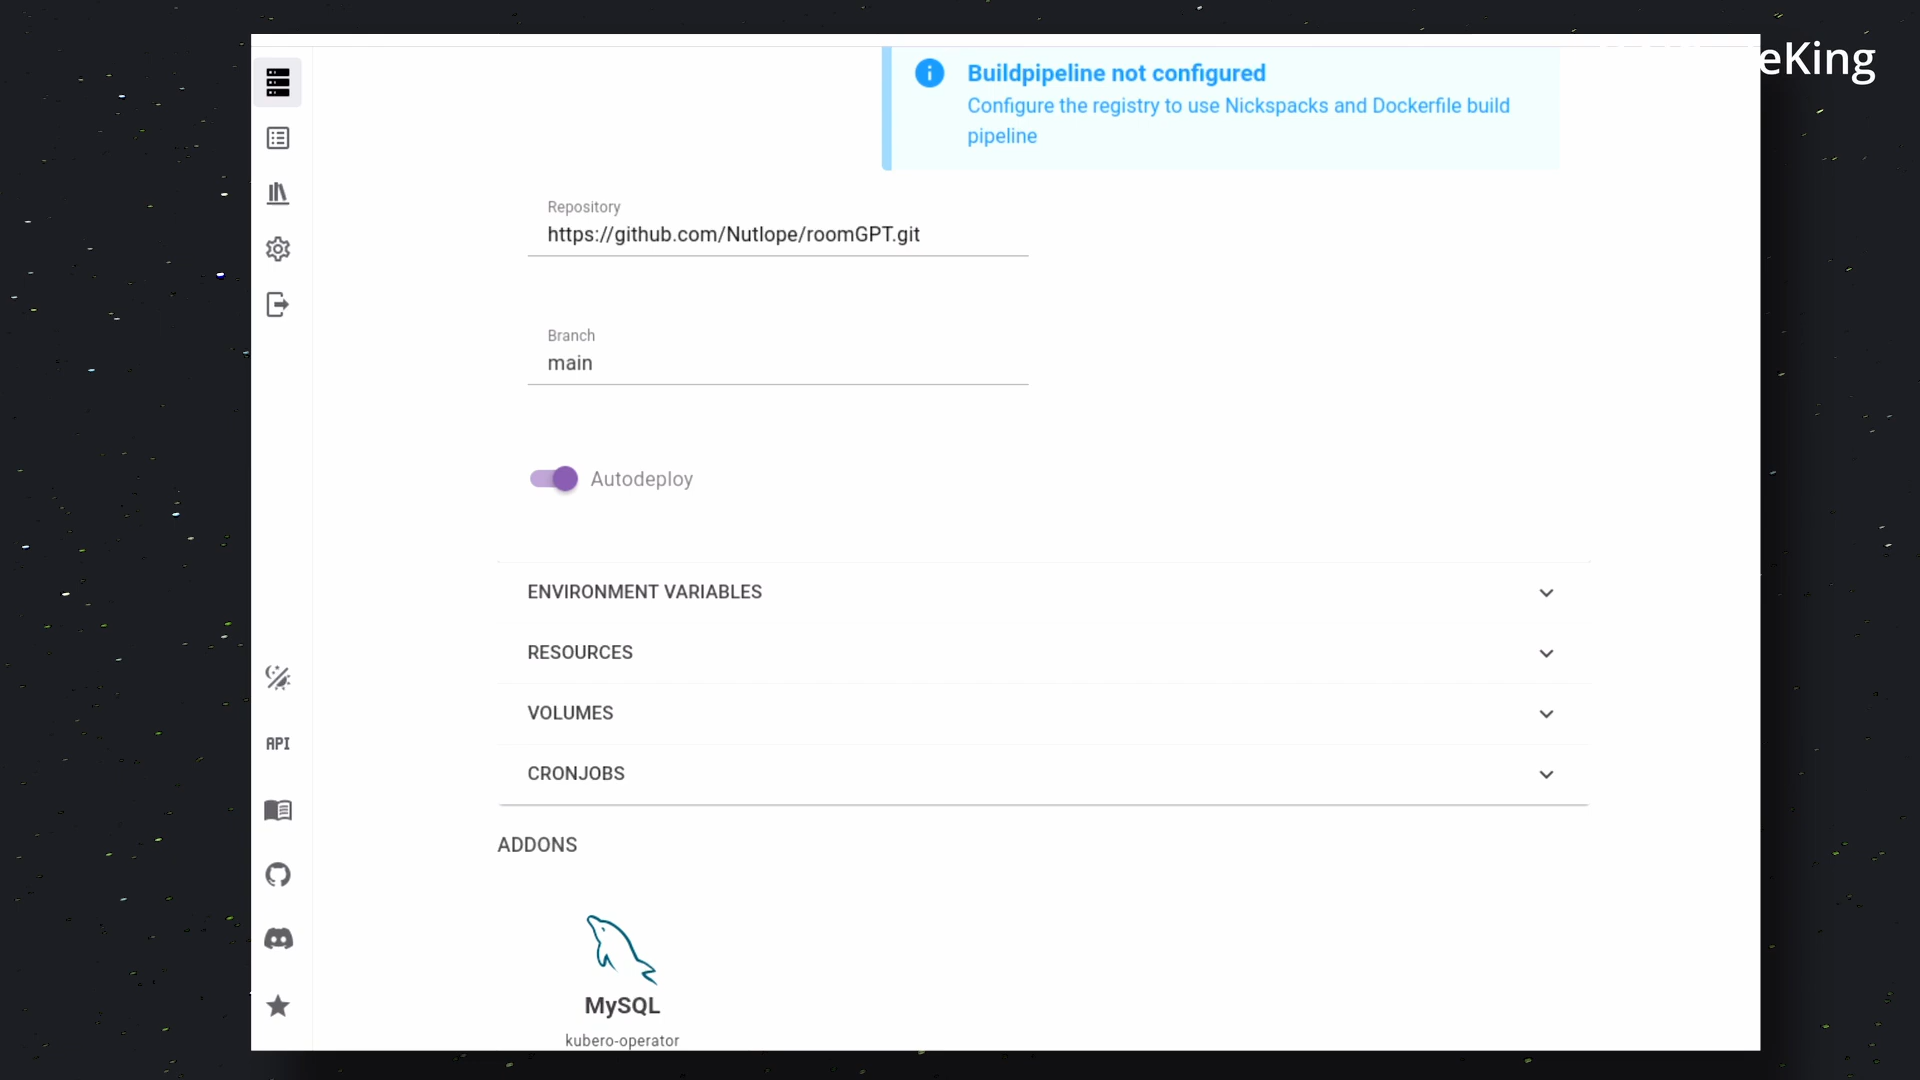 eKing
Buildpipeline not configured
Configure the registry to use Nickspacks and Dockerfile build
pipeline
Repository
https://github.com/Nutlope/roomGPT.git
Branch
main
Autodeploy
ENVIRONMENT VARIABLES
RESOURCES
VOLUMES
CRONJOBS
API
ADDONS
MySQL
kubero-operator